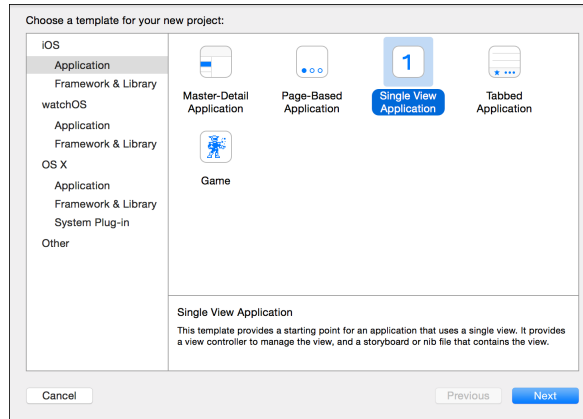 Choose a template for your new project:
iOS
Application
Framework & Library
watchOS
Application
Framework & Library
OS X
Application
Framework & Library
System Plug-in
Other
Master-Detail
Application
Page-Based
Application
1
Single View
Application
Tabbed
Application
Game
Single View Application
This template provides a starting point for an application that uses a single view. It provides
a view controller to manage the view, and a storyboard or nib file that contains the view.
Cancel
Previous
Next